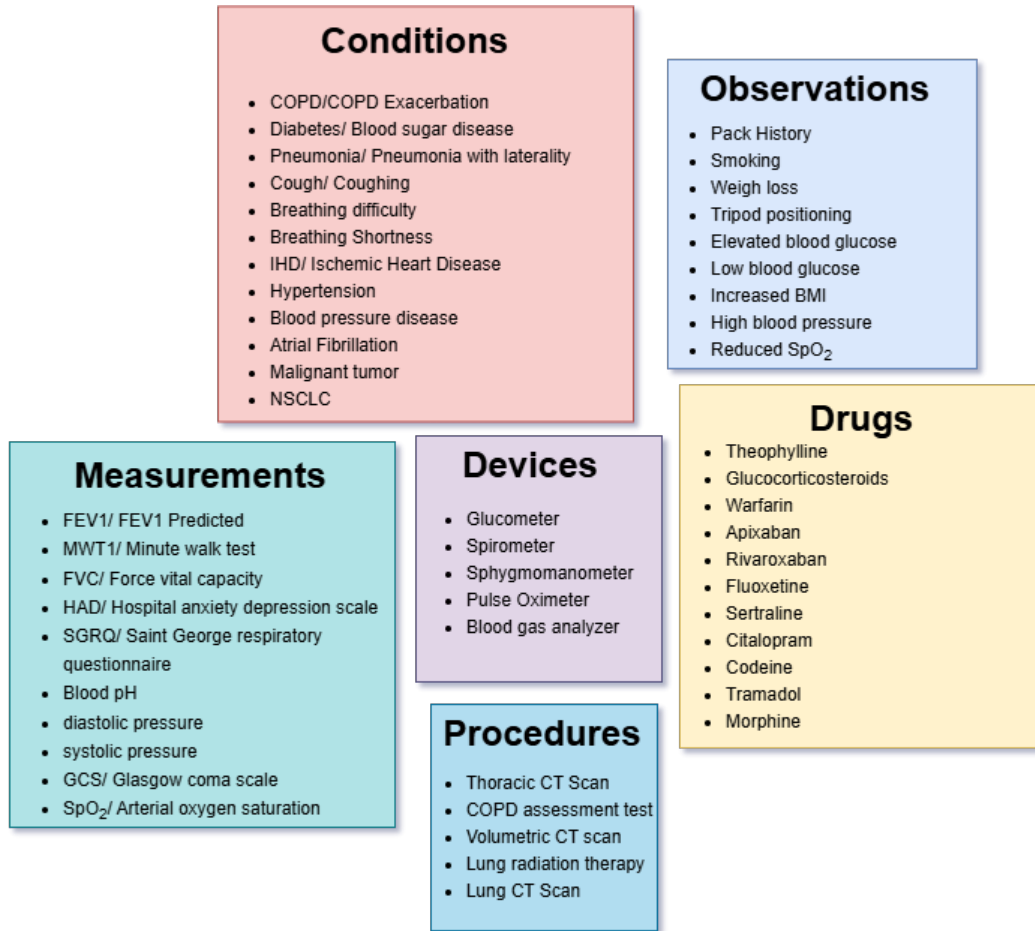 Conditions
• COPD/COPD Exacerbation
• Diabetes/ Blood sugar disease
• Pneumonia/ Pneumonia with laterality
• Cough/ Coughing
• Breathing difficulty
• Breathing Shortness
• IHD/ Ischemic Heart Disease
• Hypertension
• Blood pressure disease
• Atrial Fibrillation
• Malignant tumor
• NSCLC
Observations
• Pack History
• Smoking
• Weigh loss
• Tripod positioning
• Elevated blood glucose
• Low blood glucose
• Increased BMI
• High blood pressure
• Reduced SpO₂
Measurements
• FEV1/ FEV1 Predicted
• MWT1/ Minute walk test
• FVC/ Force vital capacity
• HAD/ Hospital anxiety depression scale
• SGRQ/ Saint George respiratory
questionnaire
• Blood pH
• diastolic pressure
• systolic pressure
• GCS/ Glasgow coma scale
• SpO₂/ Arterial oxygen saturation
Devices
• Glucometer
• Spirometer
• Sphygmomanometer
• Pulse Oximeter
• Blood gas analyzer
Drugs
• Theophylline
• Glucocorticosteroids
• Warfarin
• Apixaban
• Rivaroxaban
• Fluoxetine
• Sertraline
• Citalopram
• Codeine
• Tramadol
• Morphine
Procedures
• Thoracic CT Scan
• COPD assessment test
• Volumetric CT scan
• Lung radiation therapy
• Lung CT Scan